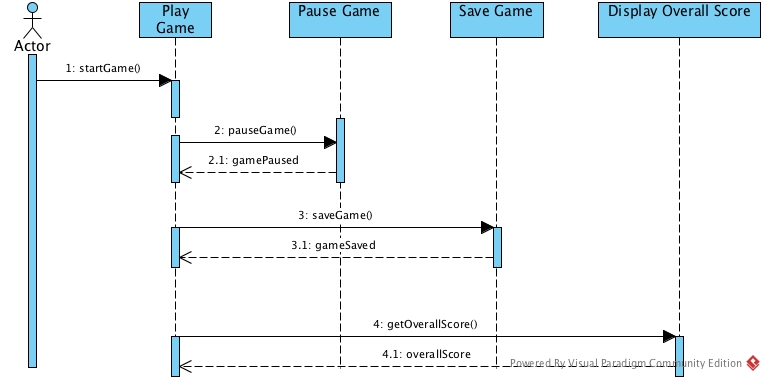 Play
Game
Pause Game
Save Game
Display Overall Score
Actor
1: startGame()
2: pauseGame()
2.1: gamePaused
3: saveGame()
3.1: gameSaved
4: getOverallScore()
4.1: overallScore
Powered By Visual Paradigm Community Edition